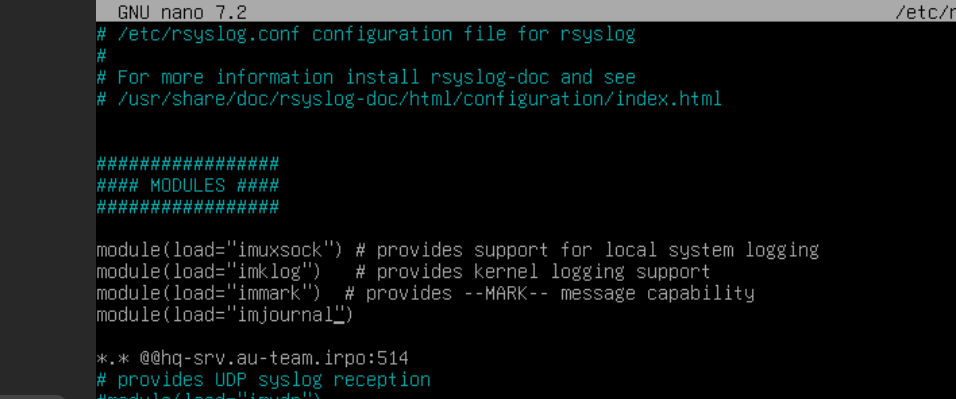 GNU nano 7.2 /etc/r
# /etc/rsyslog.conf configuration file for rsyslog
#
# For more information install rsyslog-doc and see
# /usr/share/doc/rsyslog-doc/html/configuration/index.html
#################
#### MODULES ####
#################
module(load="imuxsock") # provides support for local system logging
module(load="imklog")   # provides kernel logging support
module(load="immark")  # provides --MARK-- message capability
module(load="imjournal")
*.* @@hq-srv.au-team.irpo:514
# provides UDP syslog reception
#module(load="imudp")